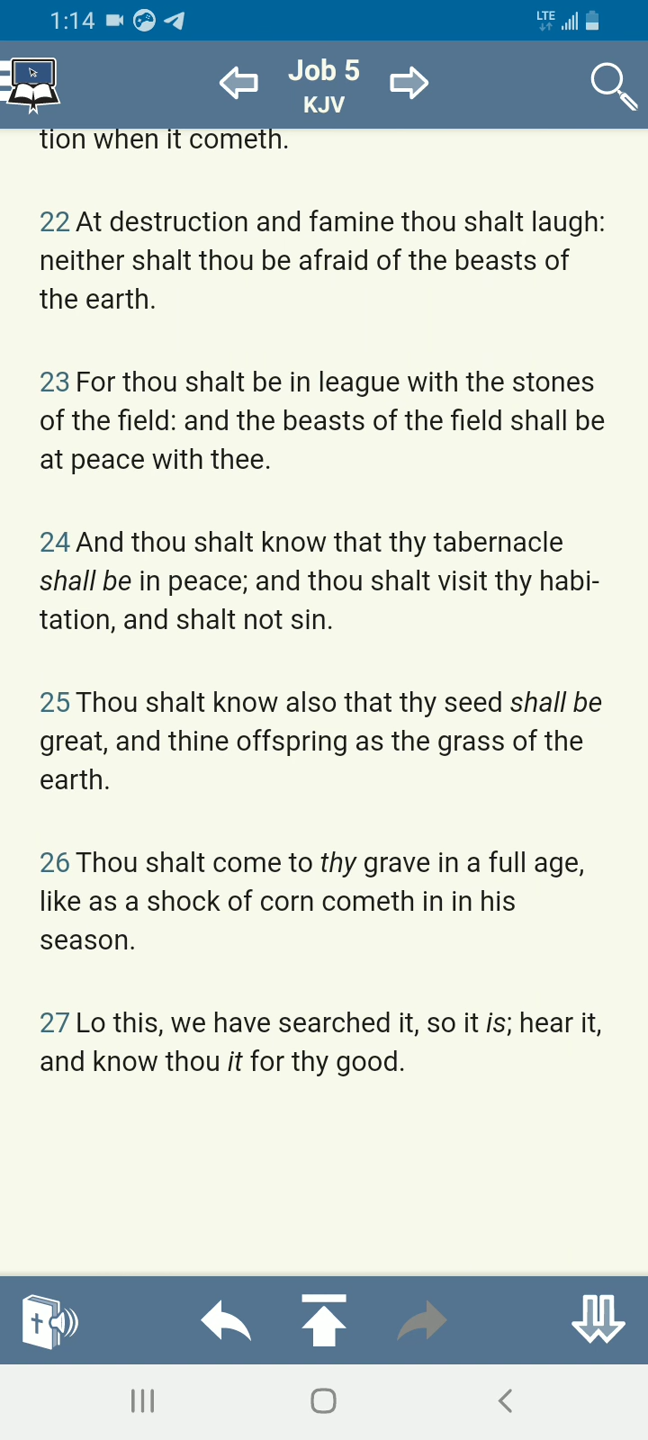 1:14
LTE
Job 5
KJV
tion when it cometh.
22 At destruction and famine thou shalt laugh:
neither shalt thou be afraid of the beasts of
the earth.
23 For thou shalt be in league with the stones
of the field: and the beasts of the field shall be
at peace with thee.
24 And thou shalt know that thy tabernacle
shall be in peace; and thou shalt visit thy habi-
tation, and shalt not sin.
25 Thou shalt know also that thy seed shall be
great, and thine offspring as the grass of the
earth.
26 Thou shalt come to thy grave in a full age,
like as a shock of corn cometh in in his
season.
27 Lo this, we have searched it, so it is; hear it,
and know thou it for thy good.